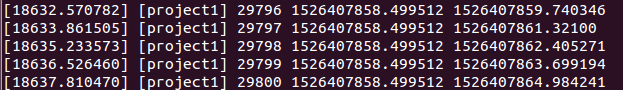 [18632.570782] [project1] 29796 1526407858.499512 1526407859.740346
[18633.861505] [project1] 29797 1526407858.499512 1526407861.32100
[18635.233573] [project1] 29798 1526407858.499512 1526407862.405271
[18636.526460] [project1] 29799 1526407858.499512 1526407863.699194
[18637.810470] [project1] 29800 1526407858.499512 1526407864.984241